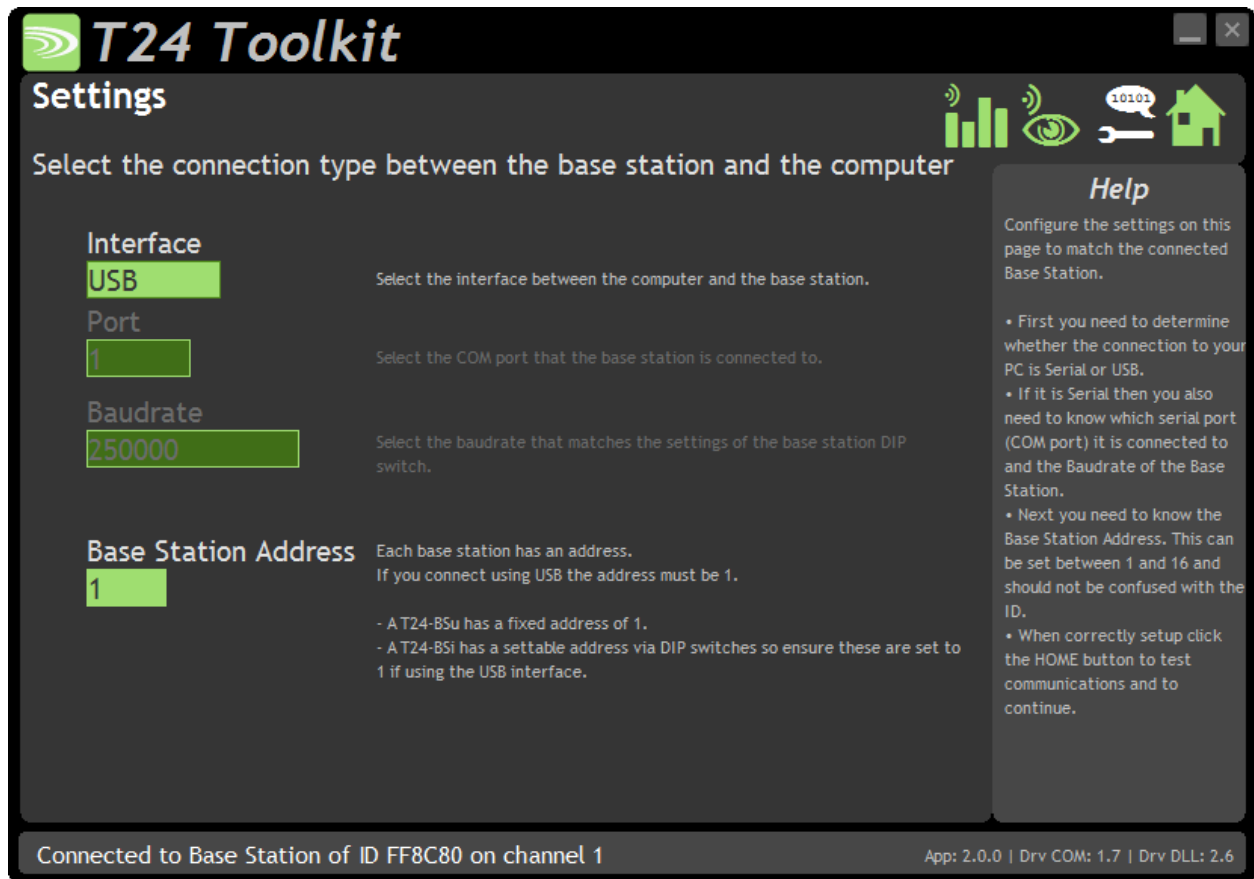 T24 Toolkit
Settings
10101
Select the connection type between the base station and the computer
Interface
USB
Select the interface between the computer and the base station.
Port
1
Select the COM port that the base station is connected to.
Baudrate
250000
Select the baudrate that matches the settings of the base station DIP
switch.
Base Station Address
1
Each base station has an address.
If you connect using USB the address must be 1.
- A T24-BSu has a fixed address of 1.
- A T24-BSi has a settable address via DIP switches so ensure these are set to
1 if using the USB interface.
Help
Configure the settings on this
page to match the connected
Base Station.
• First you need to determine
whether the connection to your
PC is Serial or USB.
• If it is Serial then you also
need to know which serial port
(COM port) it is connected to
and the Baudrate of the Base
Station.
• Next you need to know the
Base Station Address. This can
be set between 1 and 16 and
should not be confused with the
ID.
• When correctly setup click
the HOME button to test
communications and to
continue.
Connected to Base Station of ID FF8C80 on channel 1
App: 2.0.0 | Drv COM: 1.7 | Drv DLL: 2.6